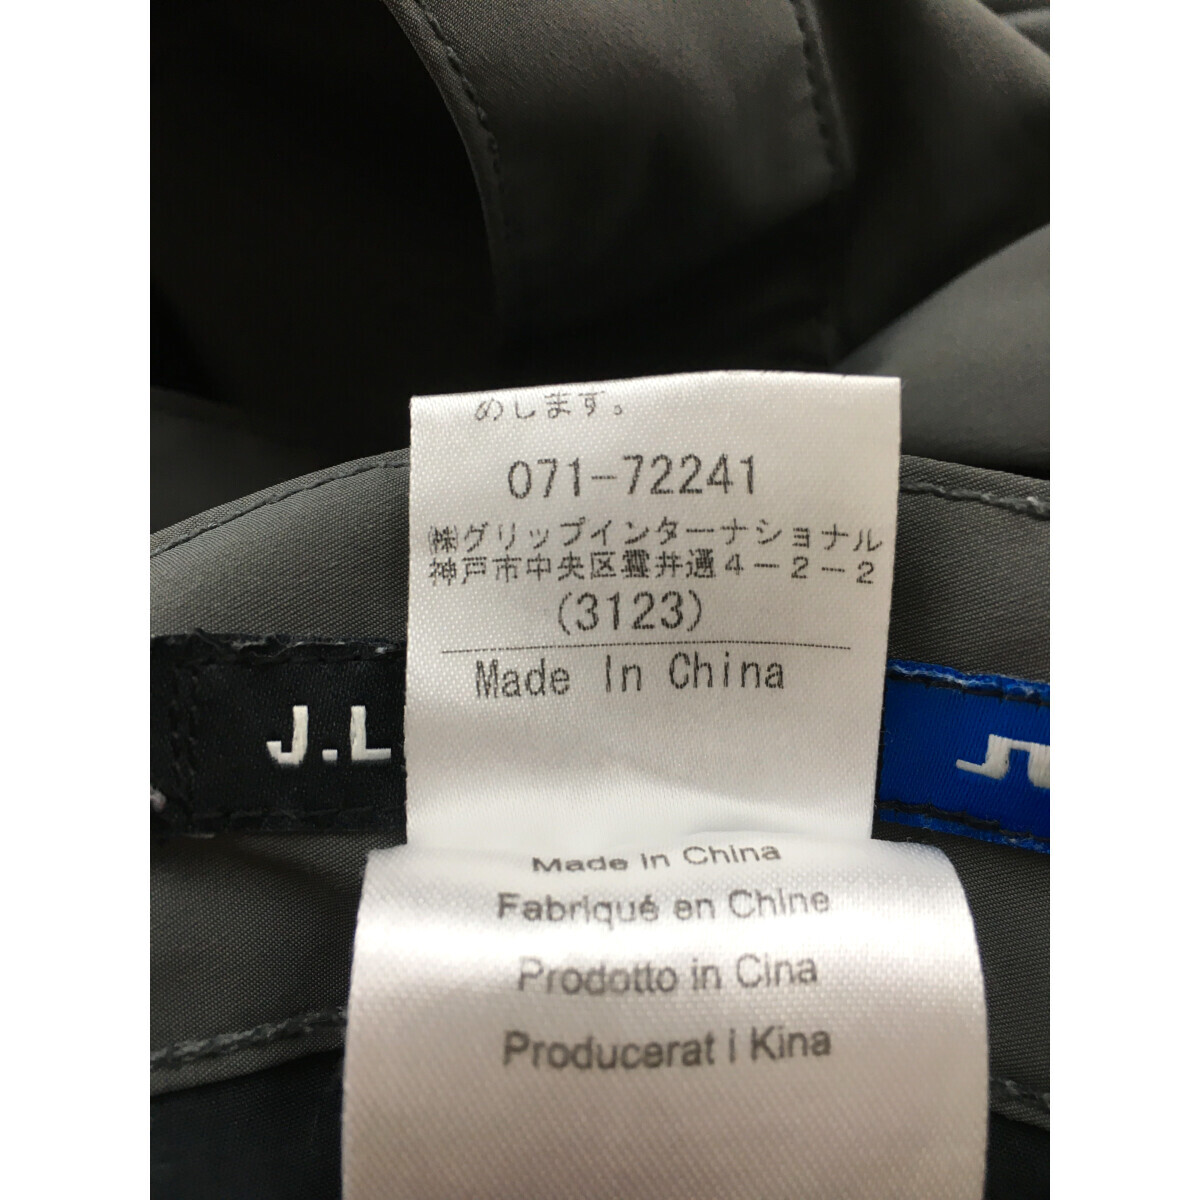 めします。
071-72241
㈱グリップインターナショナル
神戸市中央区雲井通4-2-2
(3123)
Made In China
J.L
Made in China
Fabriqué en Chine
Prodotto in Cina
Producerat i Kina